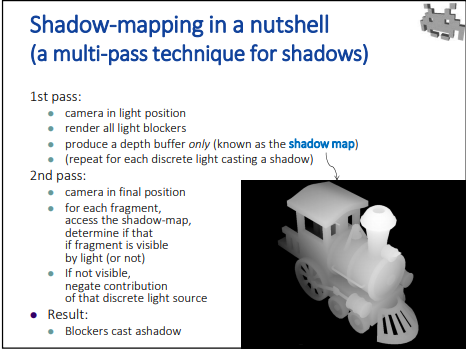 Shadow-mapping in a nutshell
(a multi-pass technique for shadows)
1st pass:
camera in light position
render all light blockers
produce a depth buffer only (known as the shadow map)
(repeat for each discrete light casting a shadow)
2nd pass:
camera in final position
for each fragment,
access the shadow-map,
determine if that
if fragment is visible
by light (or not)
If not visible,
negate contribution
of that discrete light source
Result:
Blockers cast ashadow